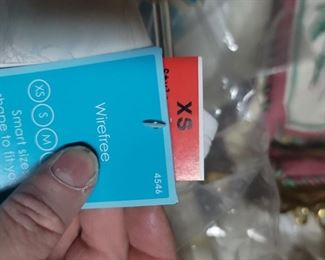 Wirefree
XS S M
Smart size
shape to fit yo
4546
XS